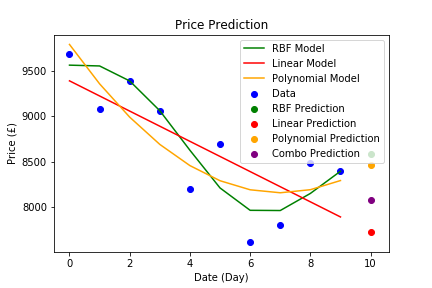 Price Prediction
RBF Model
Linear Model
Polynomial Model
Data
RBF Prediction
Linear Prediction
Polynomial Prediction
Combo Prediction
9500
9000
8500
8000
Price (£)
0 2 4 6 8 10
Date (Day)